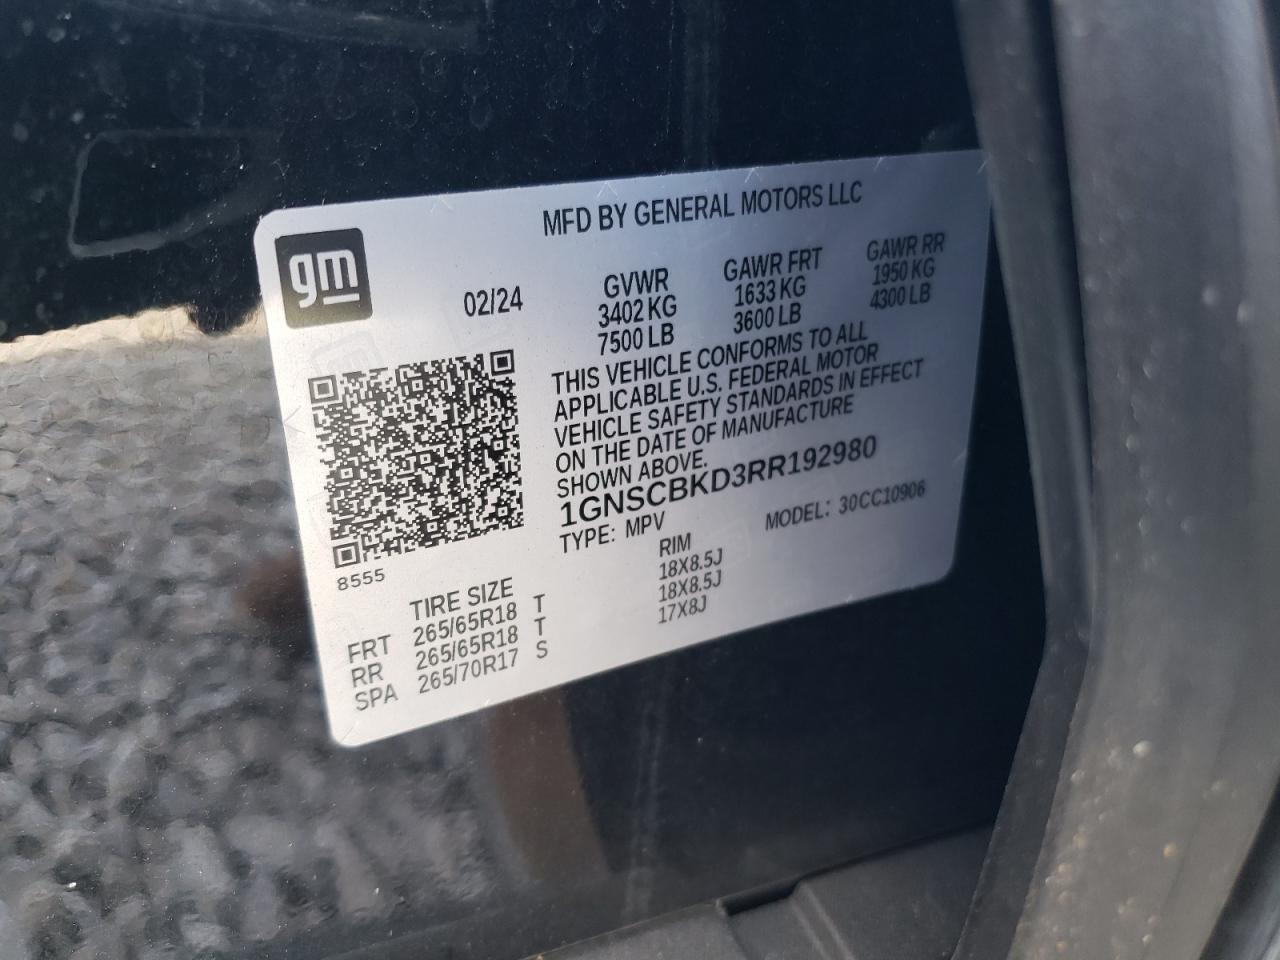 MFD BY GENERAL MOTORS LLC
gm
02/24
GVWR
3402 KG
7500 LB
GAWR FRT
1633 KG
3600 LB
GAWR RR
1950 KG
4300 LB
THIS VEHICLE CONFORMS TO ALL
APPLICABLE U.S. FEDERAL MOTOR
VEHICLE SAFETY STANDARDS IN EFFECT
ON THE DATE OF MANUFACTURE
SHOWN ABOVE.
1GNSCBKD3RR192980
TYPE: MPV
MODEL: 30CC10906
8555
TIRE SIZE
RIM
FRT 265/65R18 T 18X8.5J
RR 265/65R18 T 18X8.5J
SPA 265/70R17 S 17X8J